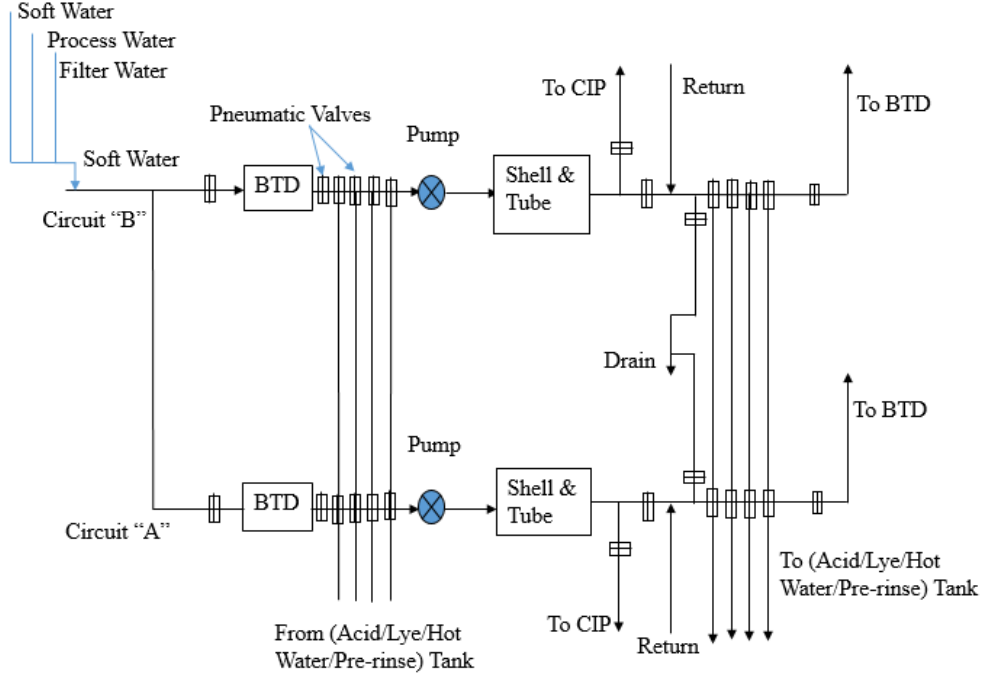 Soft Water
Process Water
Filter Water
Soft Water
Circuit “B”
BTD
Pneumatic Valves
Pump
Shell &
Tube
To CIP
Return
To BTD
Drain
Circuit “A”
BTD
Pump
Shell &
Tube
To BTD
From (Acid/Lye/Hot
Water/Pre-rinse) Tank
To CIP
Return
To (Acid/Lye/Hot
Water/Pre-rinse) Tank